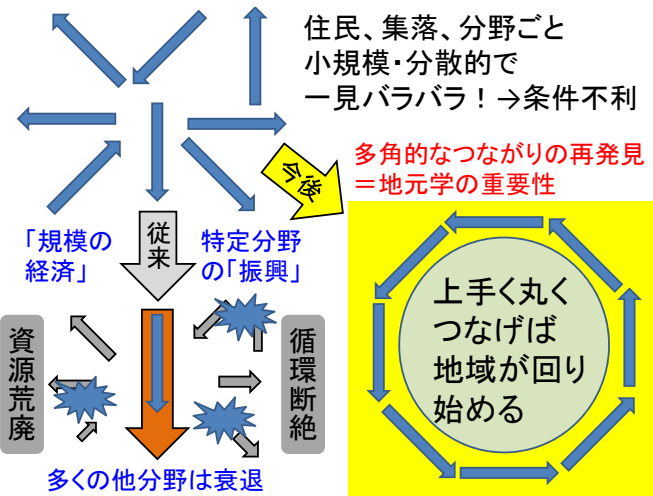 住民、集落、分野ごと
小規模・分散的で
一見バラバラ！→条件不利
今後
多角的なつながりの再発見
＝地元学の重要性
「規模の
経済」
従来
特定分野
の「振興」
上手く丸く
つなげば
地域が回り
始める
資源荒廃
循環断絶
多くの他分野は衰退